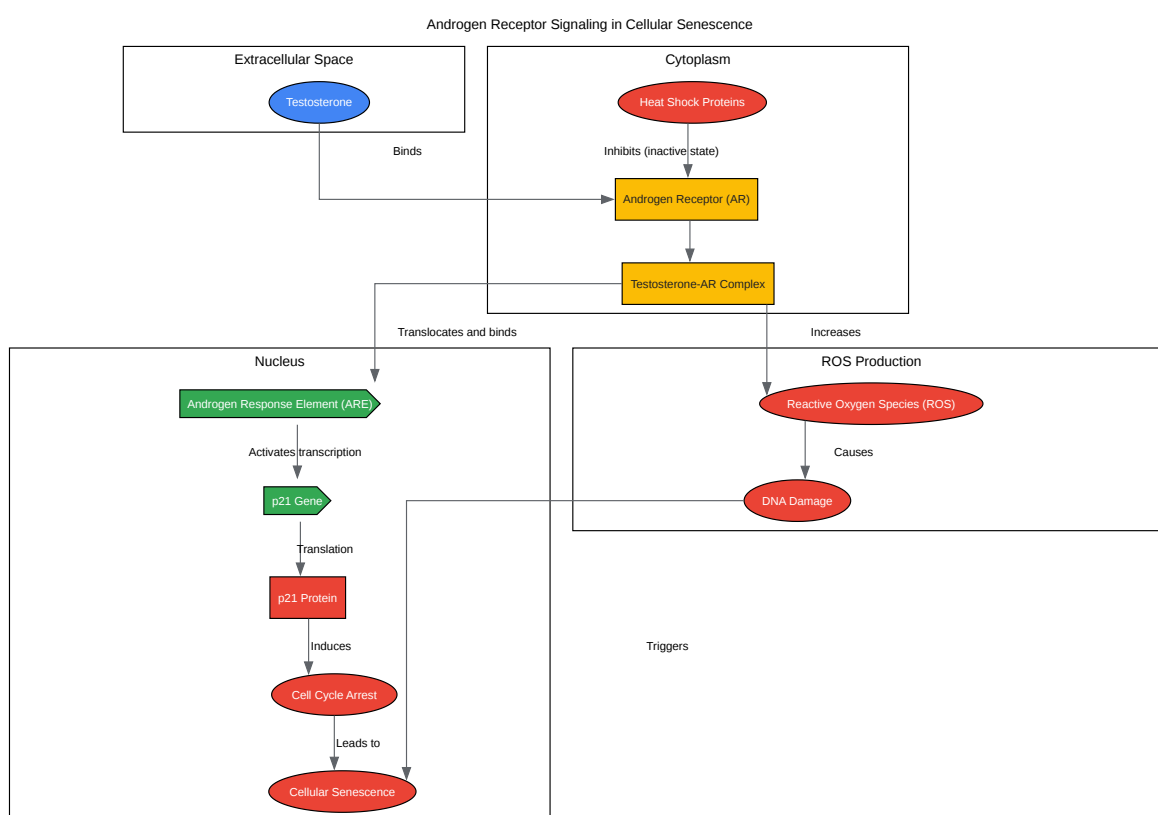 Androgen Receptor Signaling in Cellular Senescence
Extracellular Space
Cytoplasm
Testosterone
Heat Shock Proteins
Binds
Inhibits (inactive state)
Androgen Receptor (AR)
Testosterone-AR Complex
Translocates and binds
Increases
Nucleus
ROS Production
Androgen Response Element (ARE)
Reactive Oxygen Species (ROS)
Activates transcription
Causes
p21 Gene
DNA Damage
Translation
p21 Protein
Induces
Triggers
Cell Cycle Arrest
Leads to
Cellular Senescence